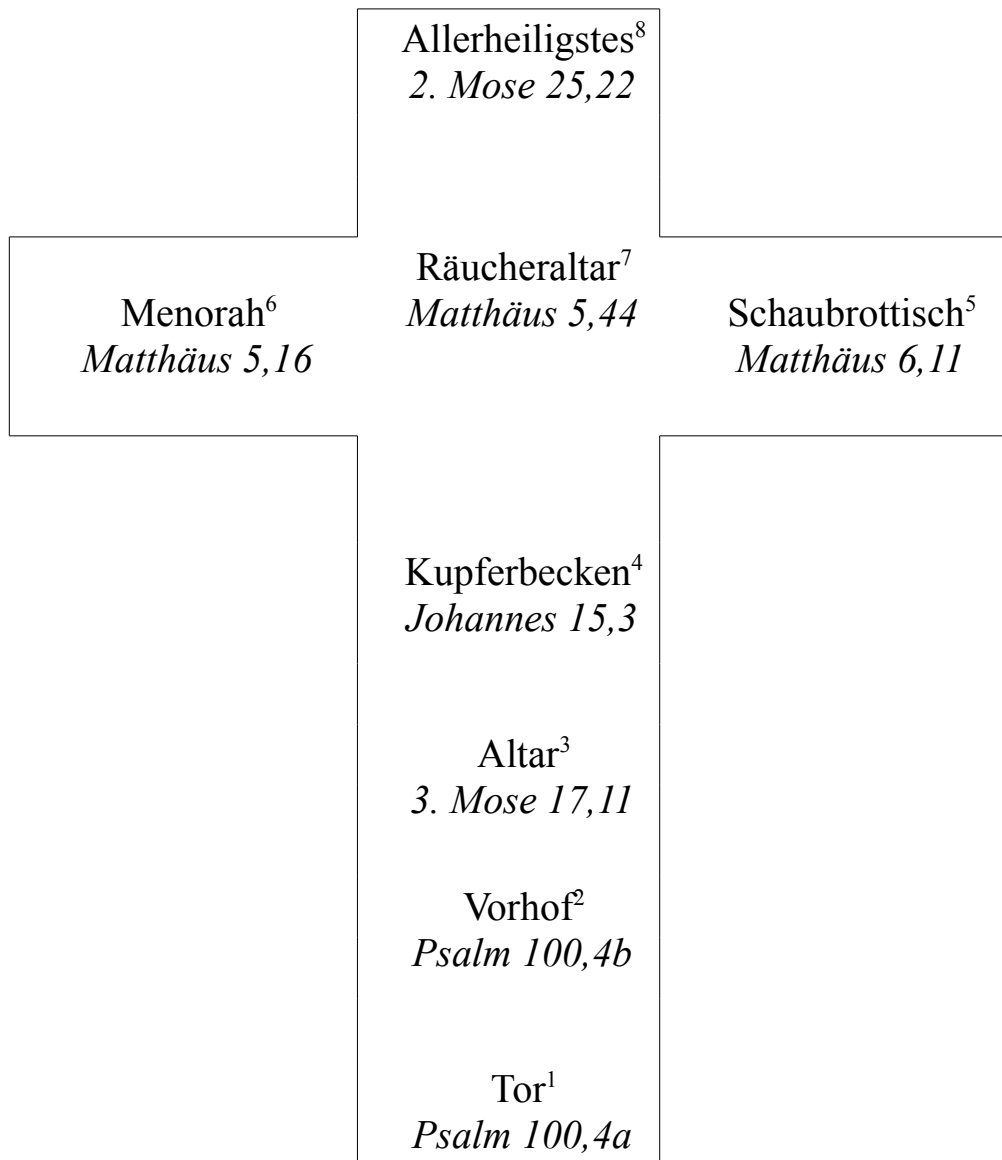 Allerheiligstes⁸
2. Mose 25,22
Räucheraltar⁷
Matthäus 5,44
Menorah⁶
Matthäus 5,16
Schaubrottisch⁵
Matthäus 6,11
Kupferbecken⁴
Johannes 15,3
Altar³
3. Mose 17,11
Vorhof²
Psalm 100,4b
Tor¹
Psalm 100,4a